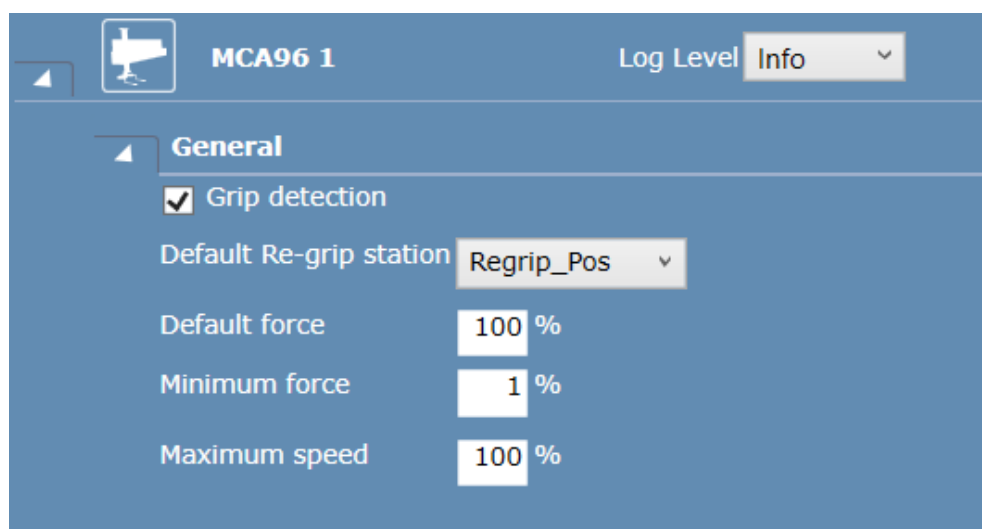 MCA96 1 Log Level Info
General
Grip detection
Default Re-grip station Regrip_Pos
Default force 100 %
Minimum force 1 %
Maximum speed 100 %